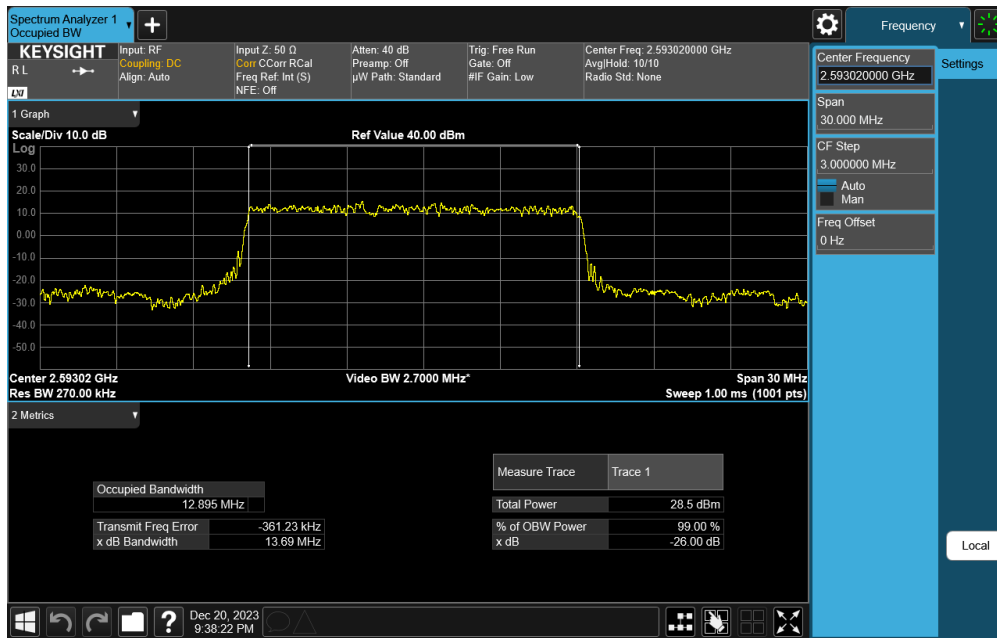 Spectrum Analyzer 1
Occupied BW
+
Frequency
KEYSIGHT
R L
LXI
Input: RF
Coupling: DC
Align: Auto
Input Z: 50 Ω
Corr CCorr RCal
Freq Ref: Int (S)
NFE: Off
Atten: 40 dB
Preamp: Off
µW Path: Standard
Trig: Free Run
Gate: Off
#IF Gain: Low
Center Freq: 2.593020000 GHz
Avg|Hold: 10/10
Radio Std: None
Center Frequency
2.593020000 GHz
Settings
Span
30.000 MHz
CF Step
3.000000 MHz
Auto
Man
Freq Offset
0 Hz
Local
1 Graph
Scale/Div 10.0 dB
Ref Value 40.00 dBm
Log
30.0
20.0
10.0
0.00
-10.0
-20.0
-30.0
-40.0
-50.0
Center 2.59302 GHz
Video BW 2.7000 MHz*
Span 30 MHz
Res BW 270.00 kHz
Sweep 1.00 ms (1001 pts)
2 Metrics
Measure Trace Trace 1
Occupied Bandwidth
12.895 MHz
Total Power 28.5 dBm
Transmit Freq Error -361.23 kHz
% of OBW Power 99.00 %
x dB Bandwidth 13.69 MHz
x dB -26.00 dB
?
Dec 20, 2023
9:38:22 PM